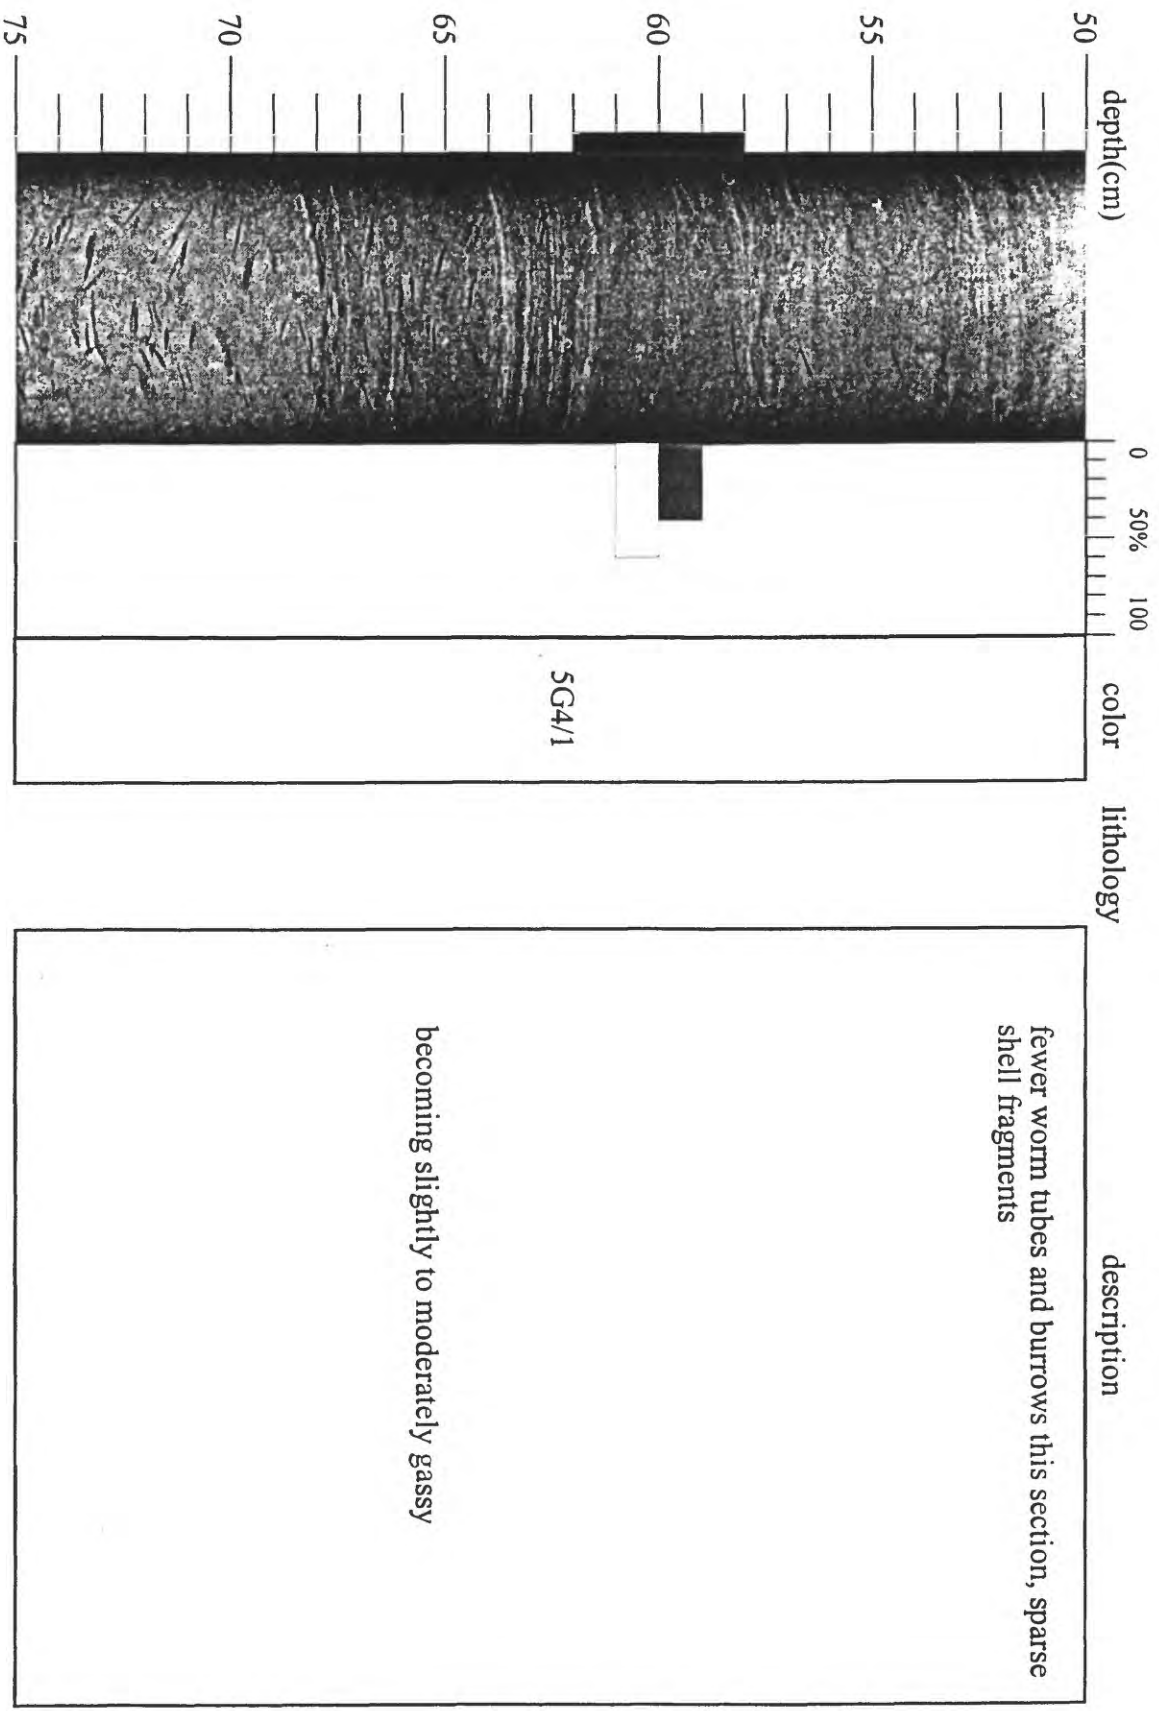 depth(cm)
0 50% 100
color
lithology
description
50
55
60
65
70
75
5G4/1
fewer worm tubes and burrows this section, sparse
shell fragments
becoming slightly to moderately gassy